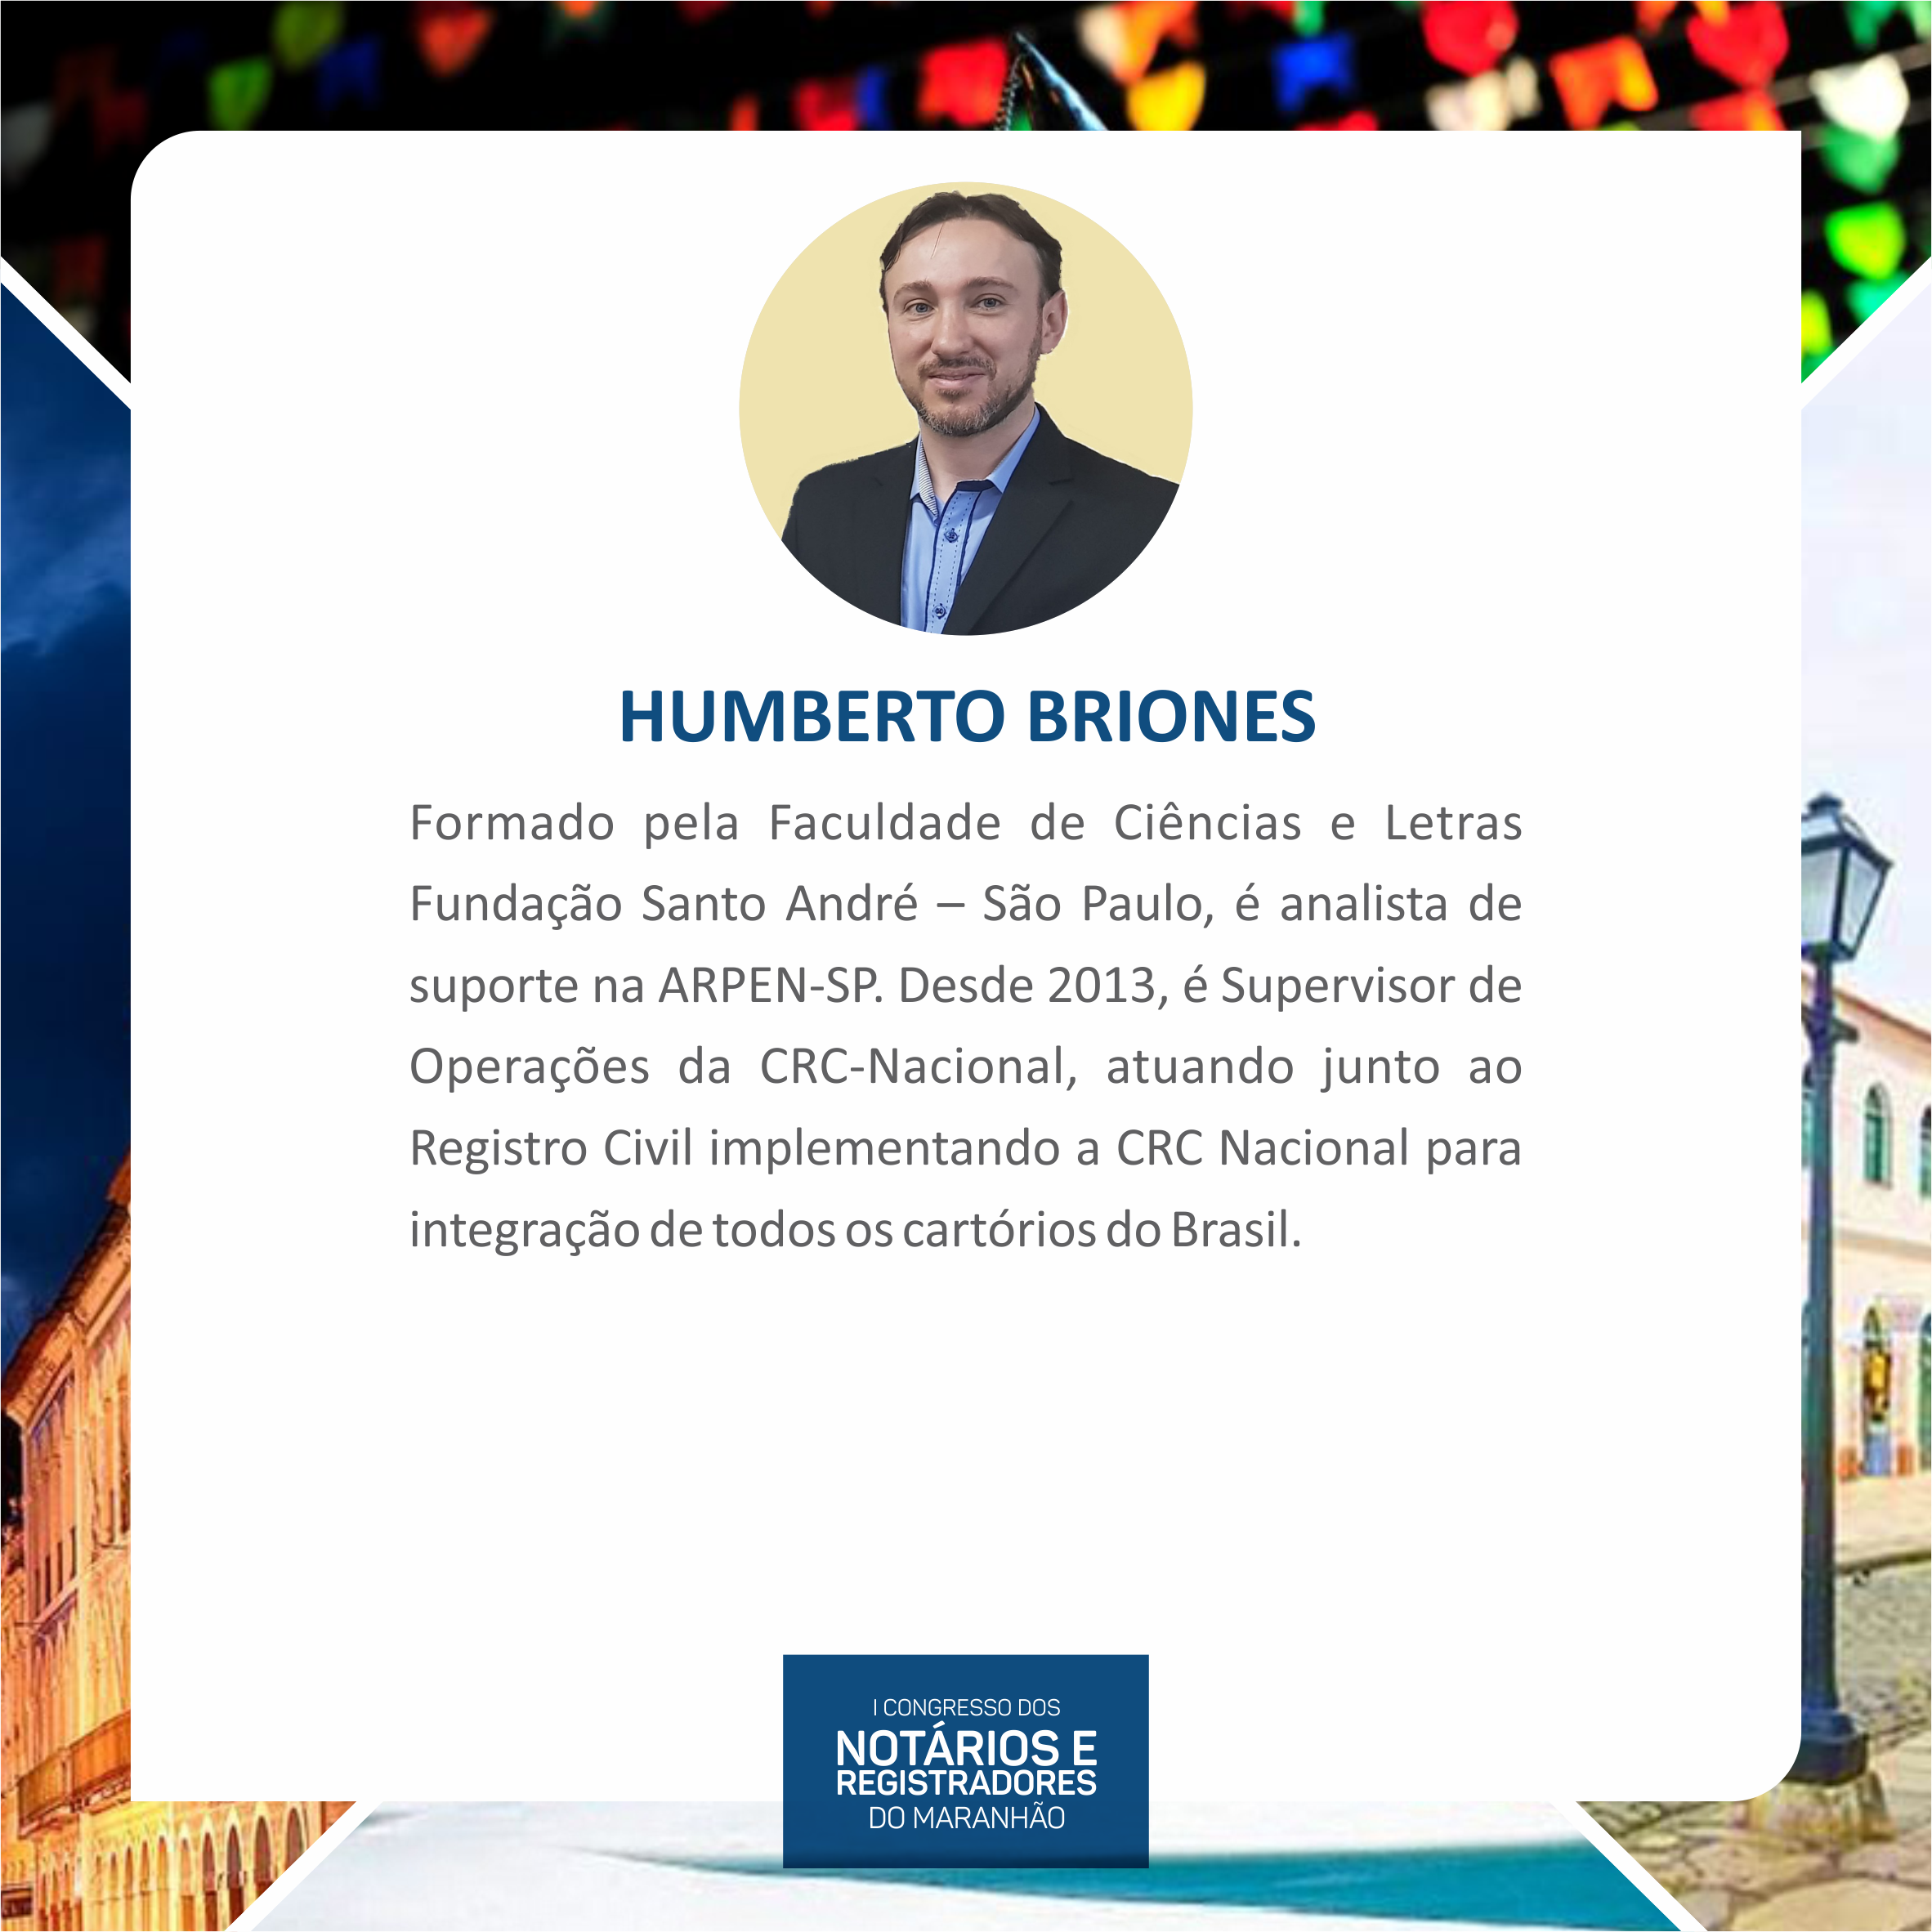 HUMBERTO BRIONES
Formado pela Faculdade de Ciências e Letras
Fundação Santo André – São Paulo, é analista de
suporte na ARPEN-SP. Desde 2013, é Supervisor de
Operações da CRC-Nacional, atuando junto ao
Registro Civil implementando a CRC Nacional para
integração de todos os cartórios do Brasil.
I CONGRESSO DOS
NOTÁRIOS E
REGISTRADORES
DO MARANHÃO